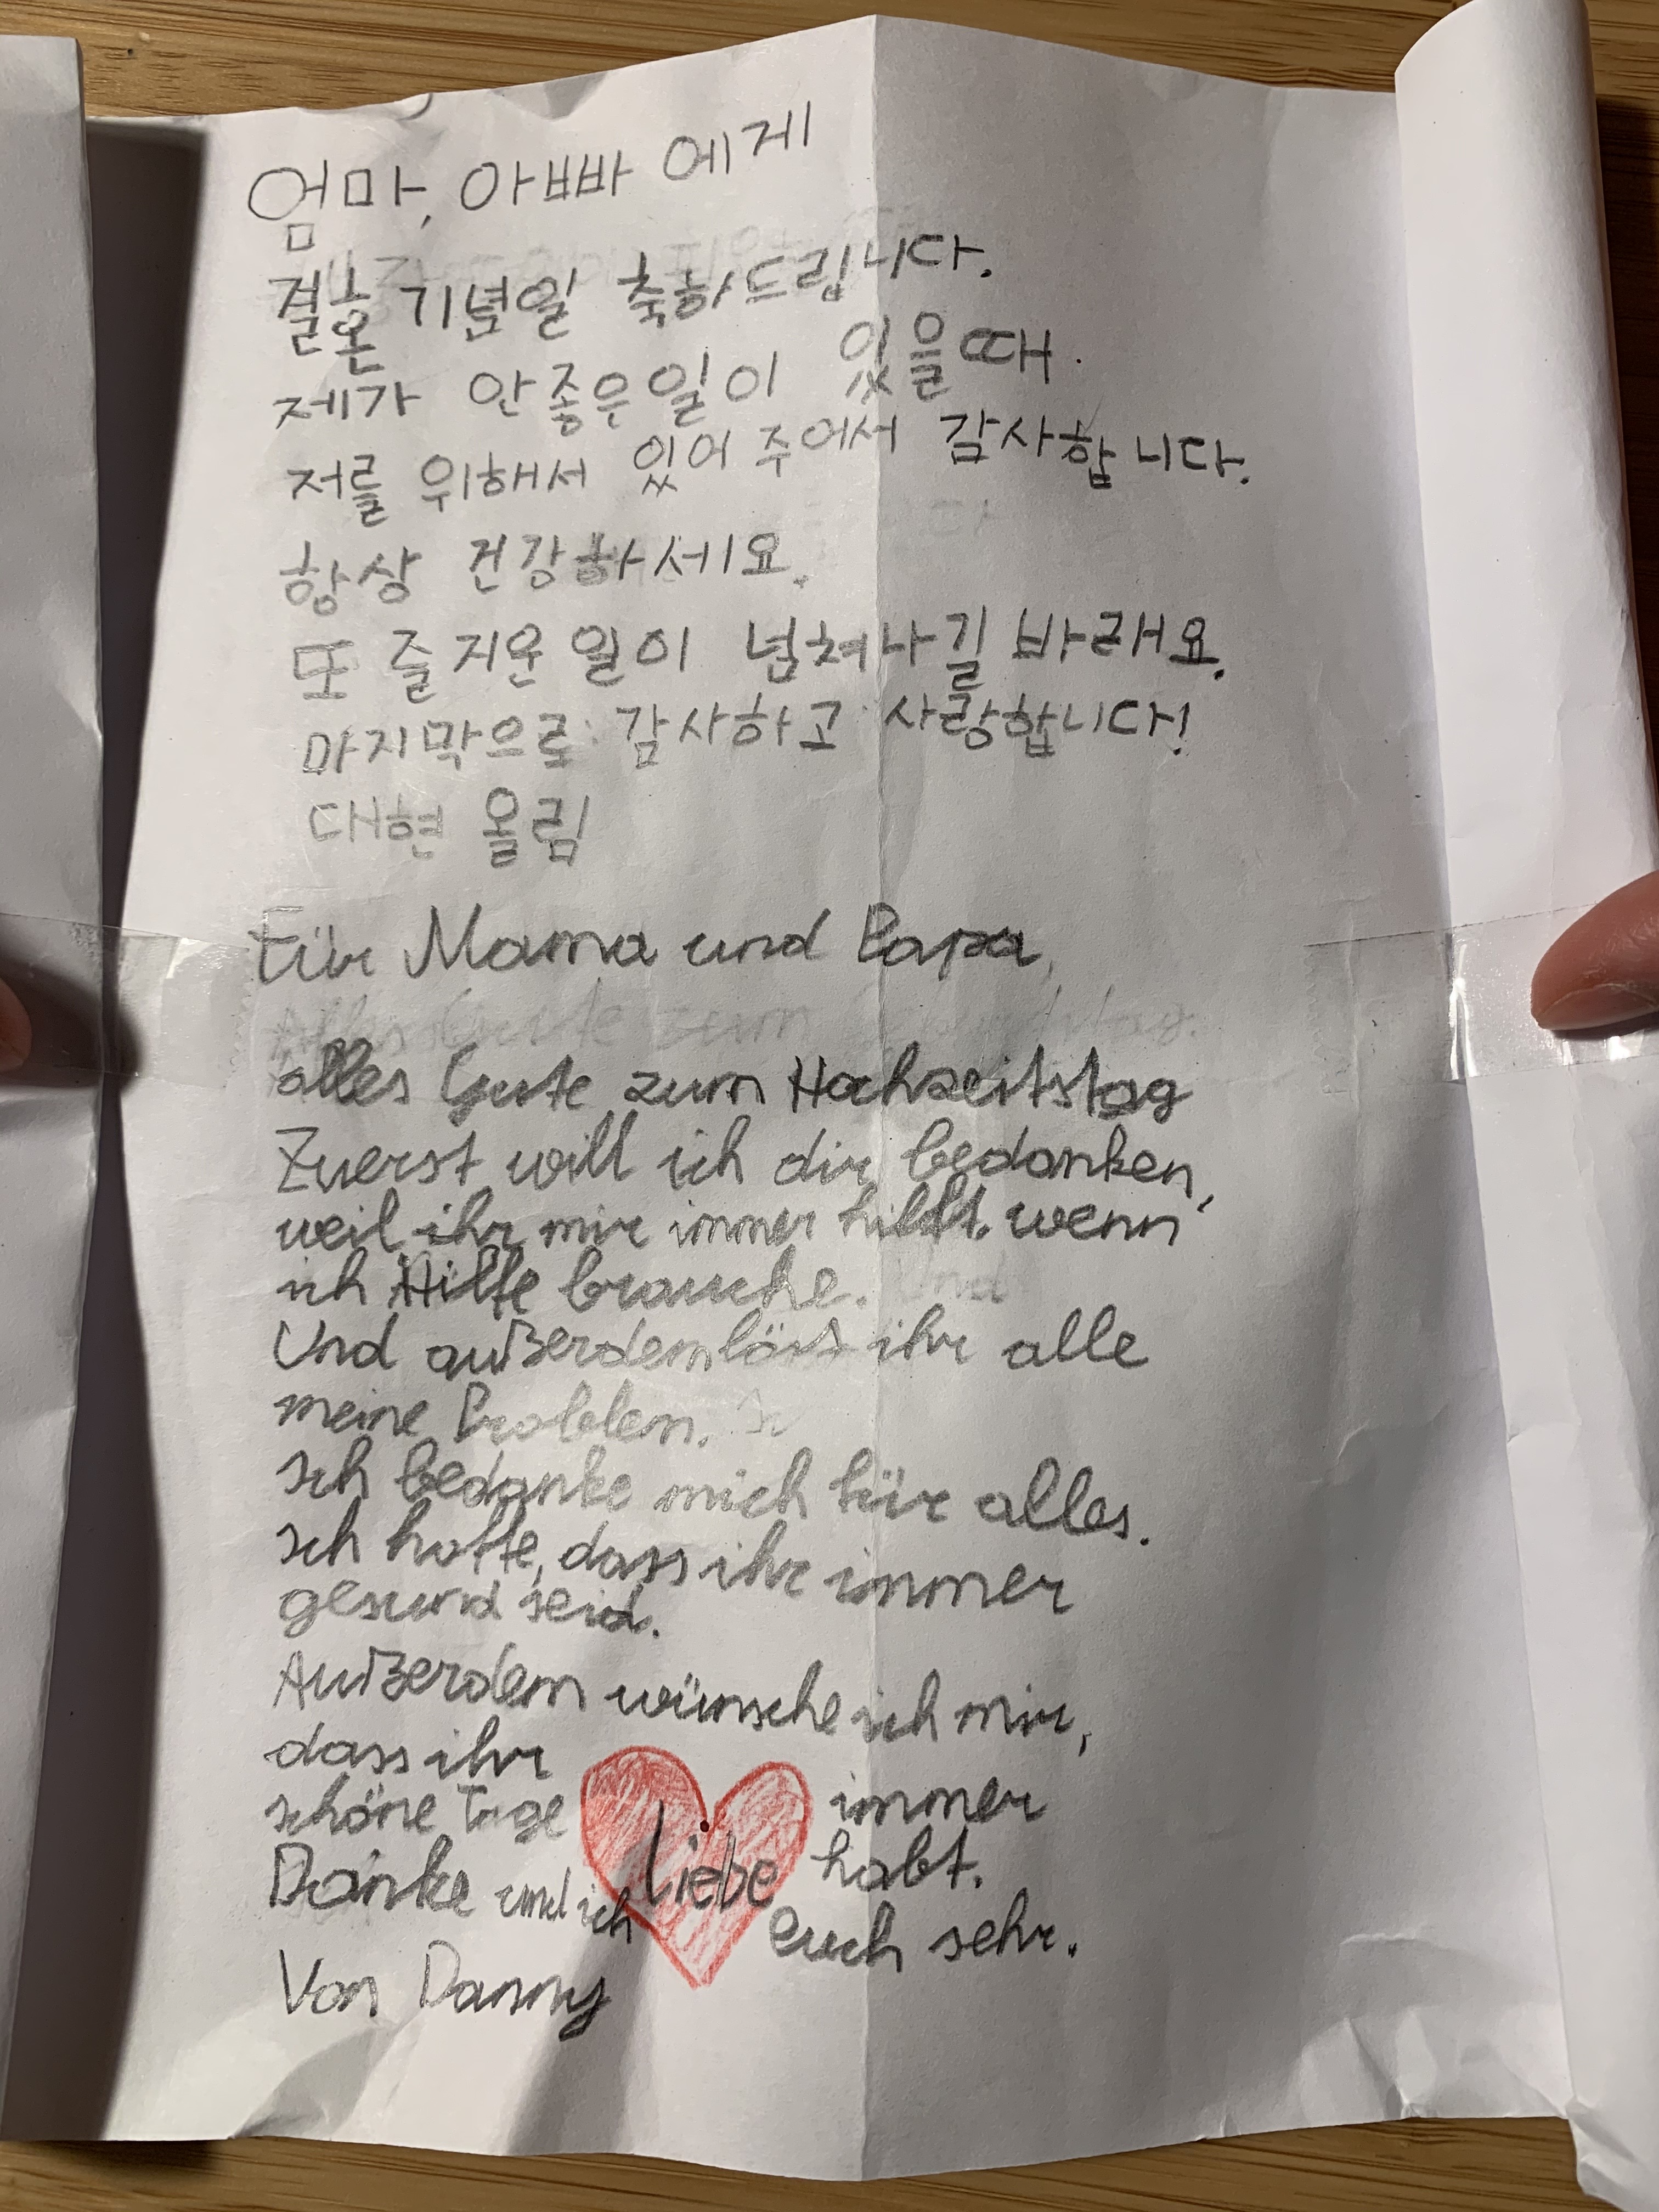 엄마, 아빠 에게
결혼 기념일 축하드립니다.
제가 안좋은일이 있을때.
저를 위해서 있어 주어서 감사합니다.
항상 건강하세요.
또 즐거운 일이 넘쳐나길 바래요.
마지막으로 감사하고 사랑합니다!
대현 올림
Für Mama und Papa,
Alles Gute zum
alles Gute zum Hochzeitstag
Zuerst will ich dir bedanken,
weil ihr mir immer hilft. wenn
ich Hilfe brauche. Und
Und außerdem löst ihr alle
meine Problem.
Ich bedanke mich für alles.
Ich hoffe, dass ihr immer
gesund seid.
Außerdem wünsche ich mir,
dass ihr
schöne Tage immer
habt.
Danke und ich Liebe euch sehr.
Von Danny